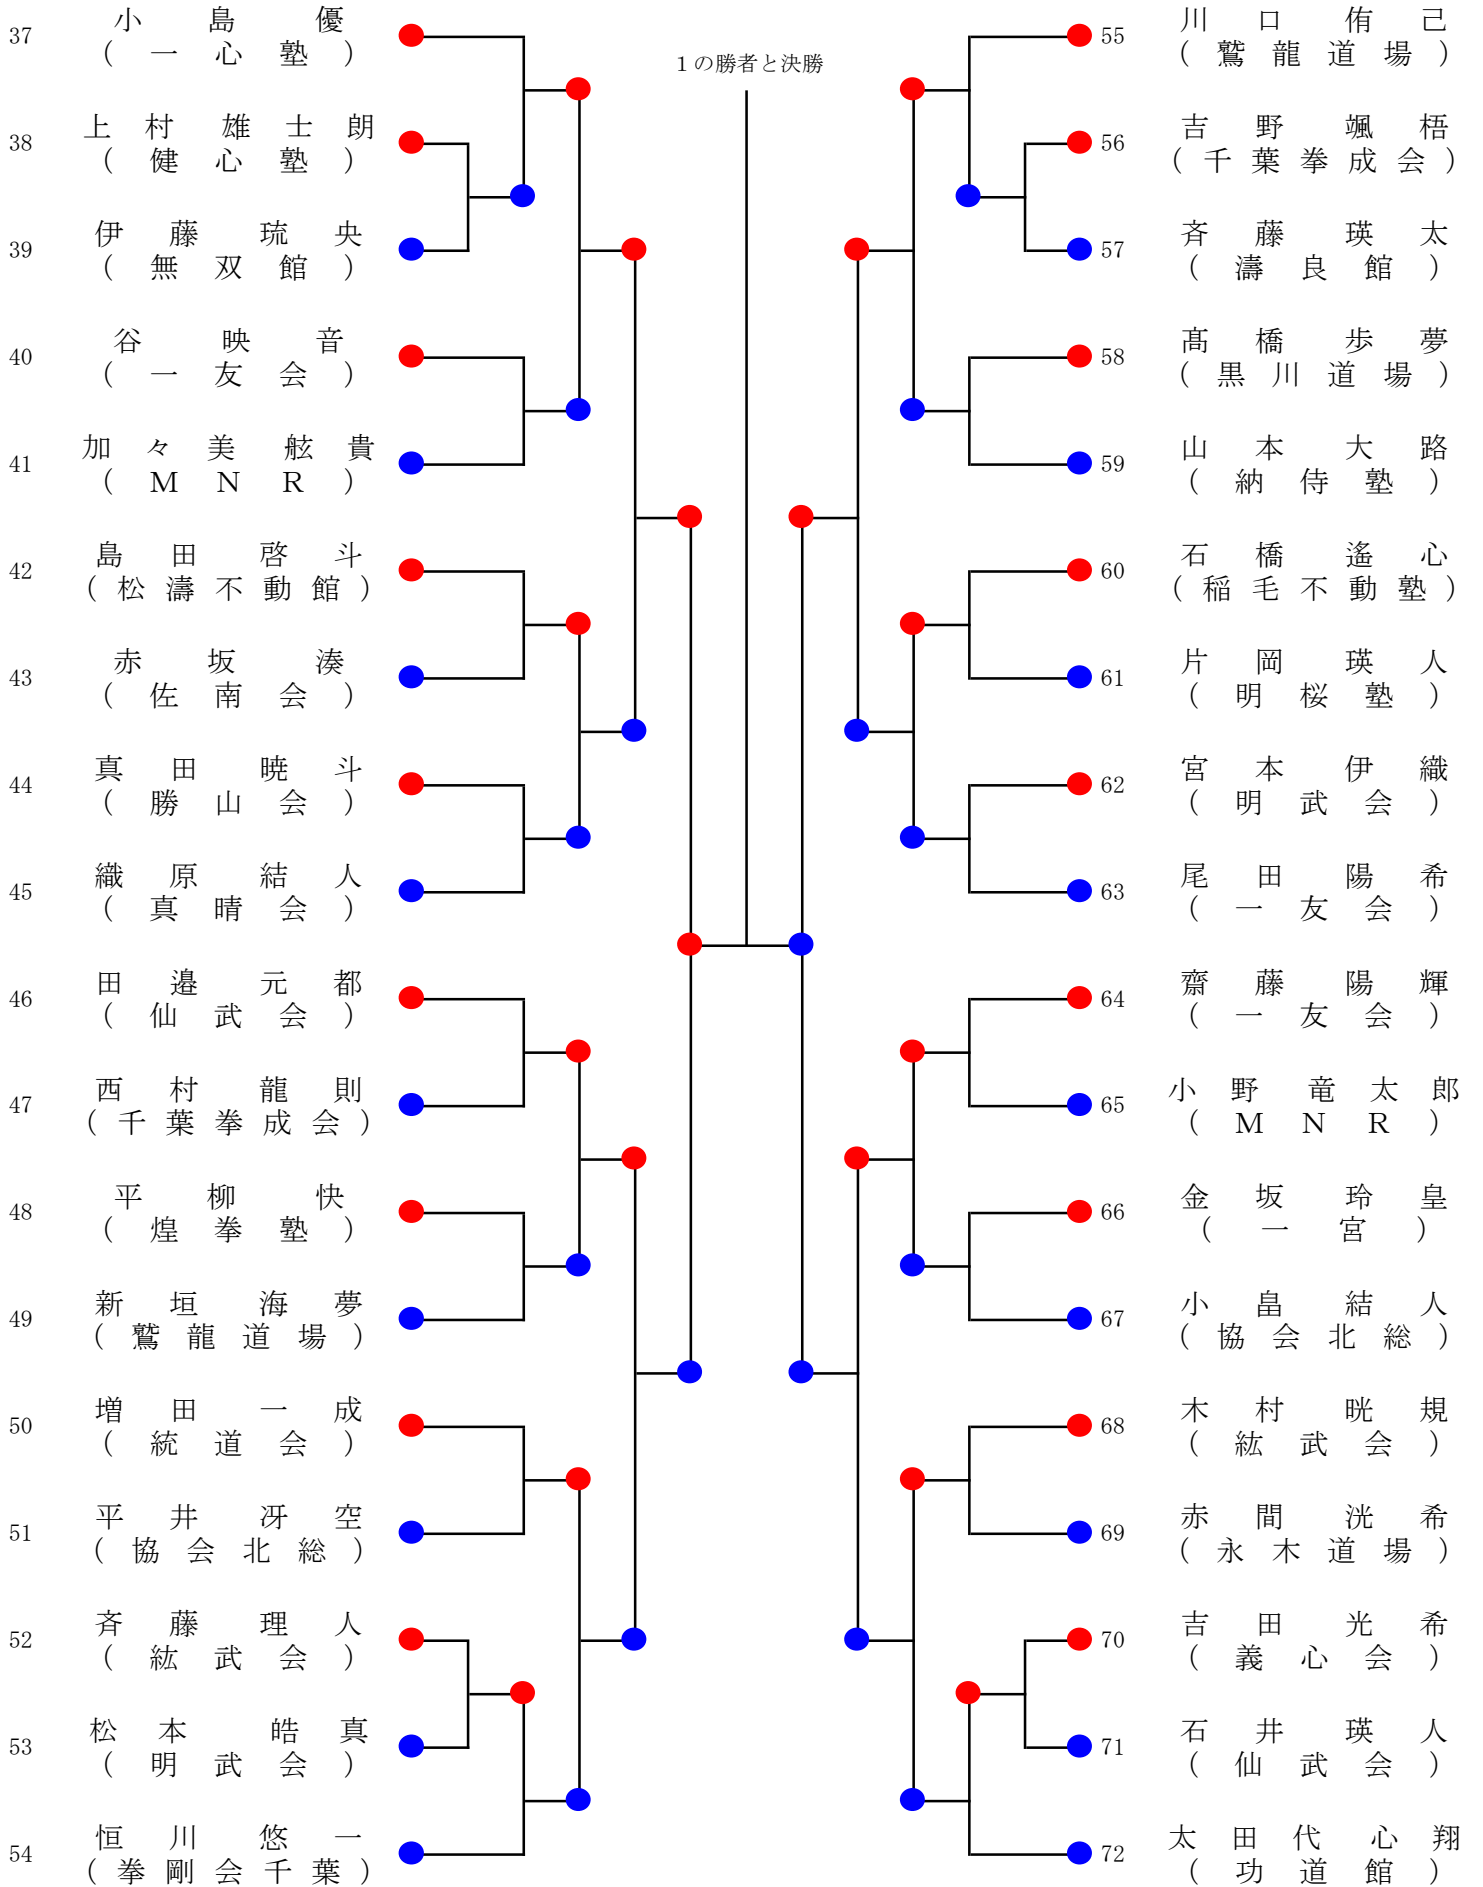 １の勝者と決勝
37 小島優
(一心塾)
38 上村雄士朗
(健心塾)
39 伊藤琉央
(無双館)
40 谷映音
(一友会)
41 加々美舷貴
(ＭＮＲ)
42 島田啓斗
(松濤不動館)
43 赤坂湊
(佐南会)
44 真田暁斗
(勝山会)
45 織原結人
(真晴会)
46 田邉元都
(仙武会)
47 西村龍則
(千葉拳成会)
48 平柳快
(煌拳塾)
49 新垣海夢
(鷲龍道場)
50 増田一成
(統道会)
51 平井冴空
(協会北総)
52 斉藤理人
(紘武会)
53 松本皓真
(明武会)
54 恒川悠一
(拳剛会千葉)
55 川口侑己
(鷲龍道場)
56 吉野颯梧
(千葉拳成会)
57 斉藤瑛太
(濤良館)
58 髙橋歩夢
(黒川道場)
59 山本大路
(納侍塾)
60 石橋遙心
(稲毛不動塾)
61 片岡瑛人
(明桜塾)
62 宮本伊織
(明武会)
63 尾田陽希
(一友会)
64 齋藤陽輝
(一友会)
65 小野竜太郎
(ＭＮＲ)
66 金坂玲皇
(一宮)
67 小畠結人
(協会北総)
68 木村晄規
(紘武会)
69 赤間洸希
(永木道場)
70 吉田光希
(義心会)
71 石井瑛人
(仙武会)
72 太田代心翔
(功道館)